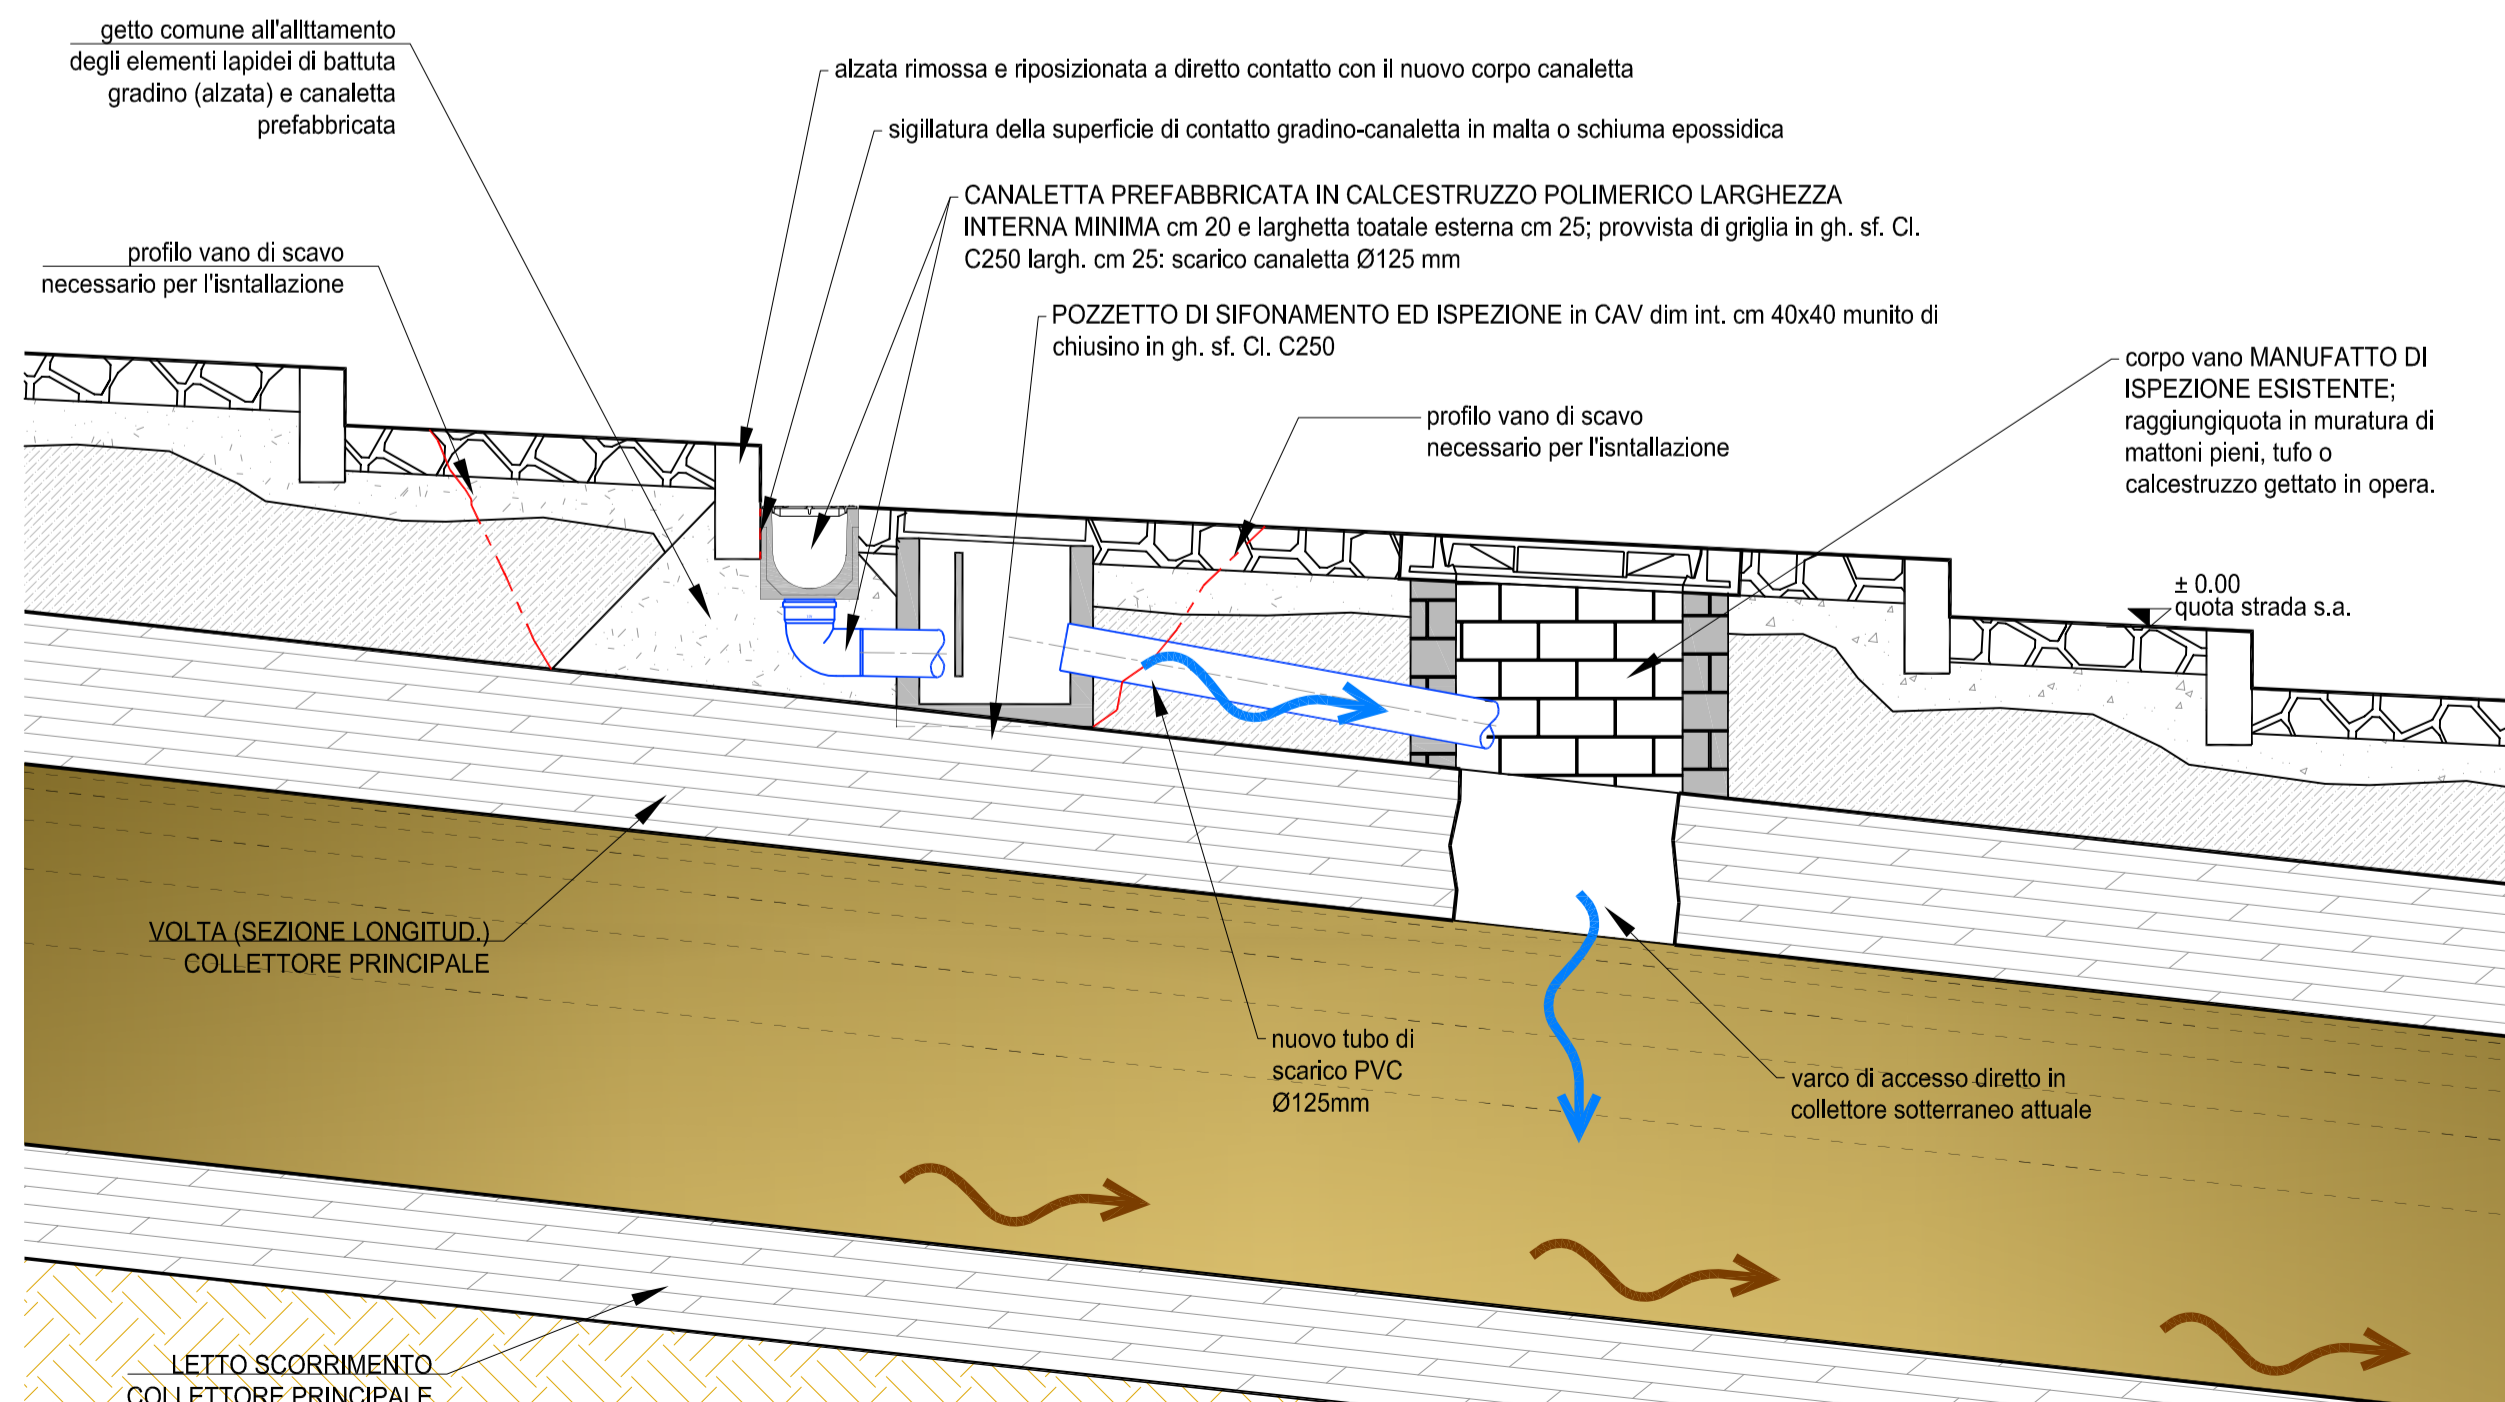 getto comune all'allttamento
degli elementi lapidei di battuta
gradino (alzata) e canaletta
prefabbricata
alzata rimossa e riposizionata a diretto contatto con il nuovo corpo canaletta
sigillatura della superficie di contatto gradino-canaletta in malta o schiuma epossidica
CANALETTA PREFABBRICATA IN CALCESTRUZZO POLIMERICO LARGHEZZA
INTERNA MINIMA cm 20 e larghetta toatale esterna cm 25; provvista di griglia in gh. sf. Cl.
C250 largh. cm 25: scarico canaletta Ø125 mm
profilo vano di scavo
necessario per l'isntallazione
POZZETTO DI SIFONAMENTO ED ISPEZIONE in CAV dim int. cm 40x40 munito di
chiusino in gh. sf. Cl. C250
corpo vano MANUFATTO DI
ISPEZIONE ESISTENTE;
raggiungiquota in muratura di
mattoni pieni, tufo o
calcestruzzo gettato in opera.
profilo vano di scavo
necessario per l'isntallazione
± 0.00
quota strada s.a.
VOLTA (SEZIONE LONGITUD.)
COLLETTORE PRINCIPALE
nuovo tubo di
scarico PVC
Ø125mm
varco di accesso diretto in
collettore sotterraneo attuale
LETTO SCORRIMENTO
COLLETTORE PRINCIPALE